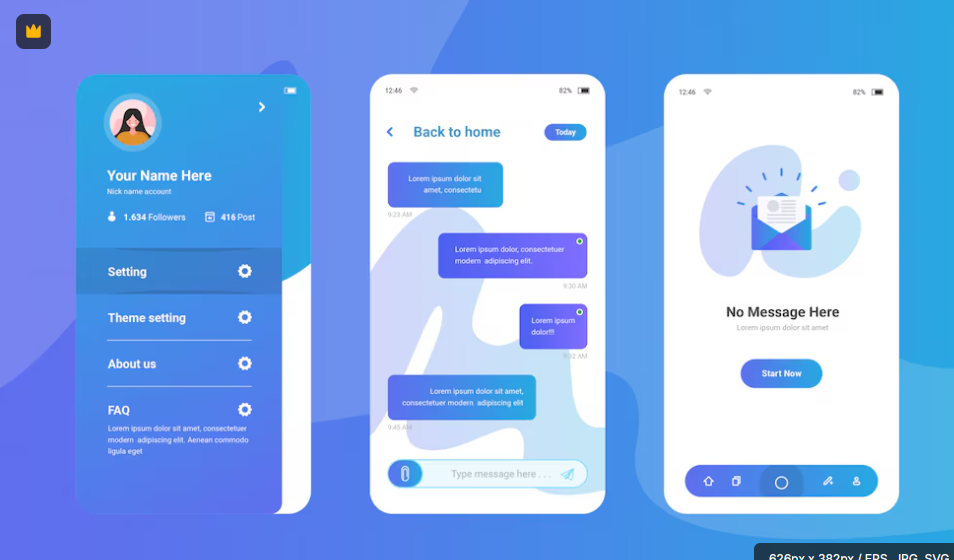 Your Name Here
Nick name account
1.634 Followers
416 Post
Setting
Theme setting
About us
FAQ
Lorem ipsum dolor sit amet, consectetuer
modern adipiscing elit. Aenean commodo
ligula eget
12:46
82%
Back to home
Today
Lorem ipsum dolor sit
amet, consectetu
9:23 AM
Lorem ipsum dolor, consectetuer
modern adipiscing elit.
9:30 AM
Lorem ipsum
dolor!!!
9:33 AM
Lorem ipsum dolor sit amet,
consectetuer modern adipiscing elit
9:45 AM
Type message here . . .
12:46
82%
No Message Here
Lorem ipsum dolor sit amet
Start Now
626px x 382px / EPS, JPG, SVG